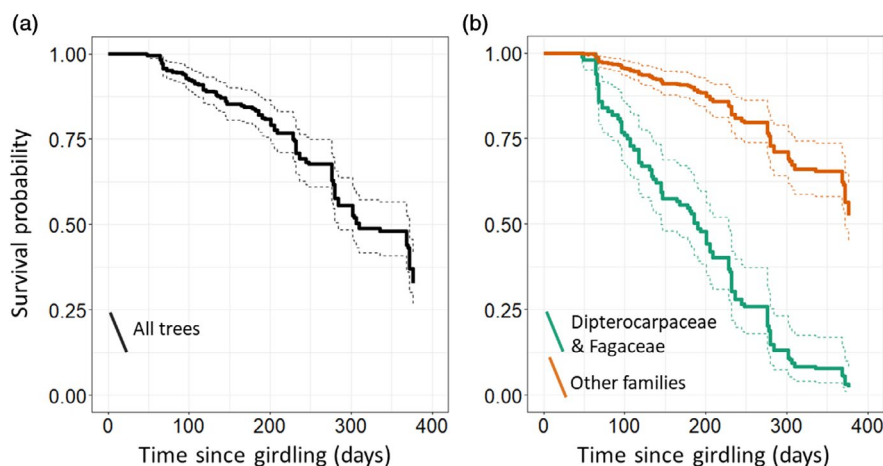 (a)
(b)
Survival probability
1.00
0.75
0.50
0.25
0.00
All trees
0 100 200 300 400
Time since girdling (days)
1.00
0.75
0.50
0.25
0.00
Dipterocarpaceae
& Fagaceae
Other families
0 100 200 300 400
Time since girdling (days)